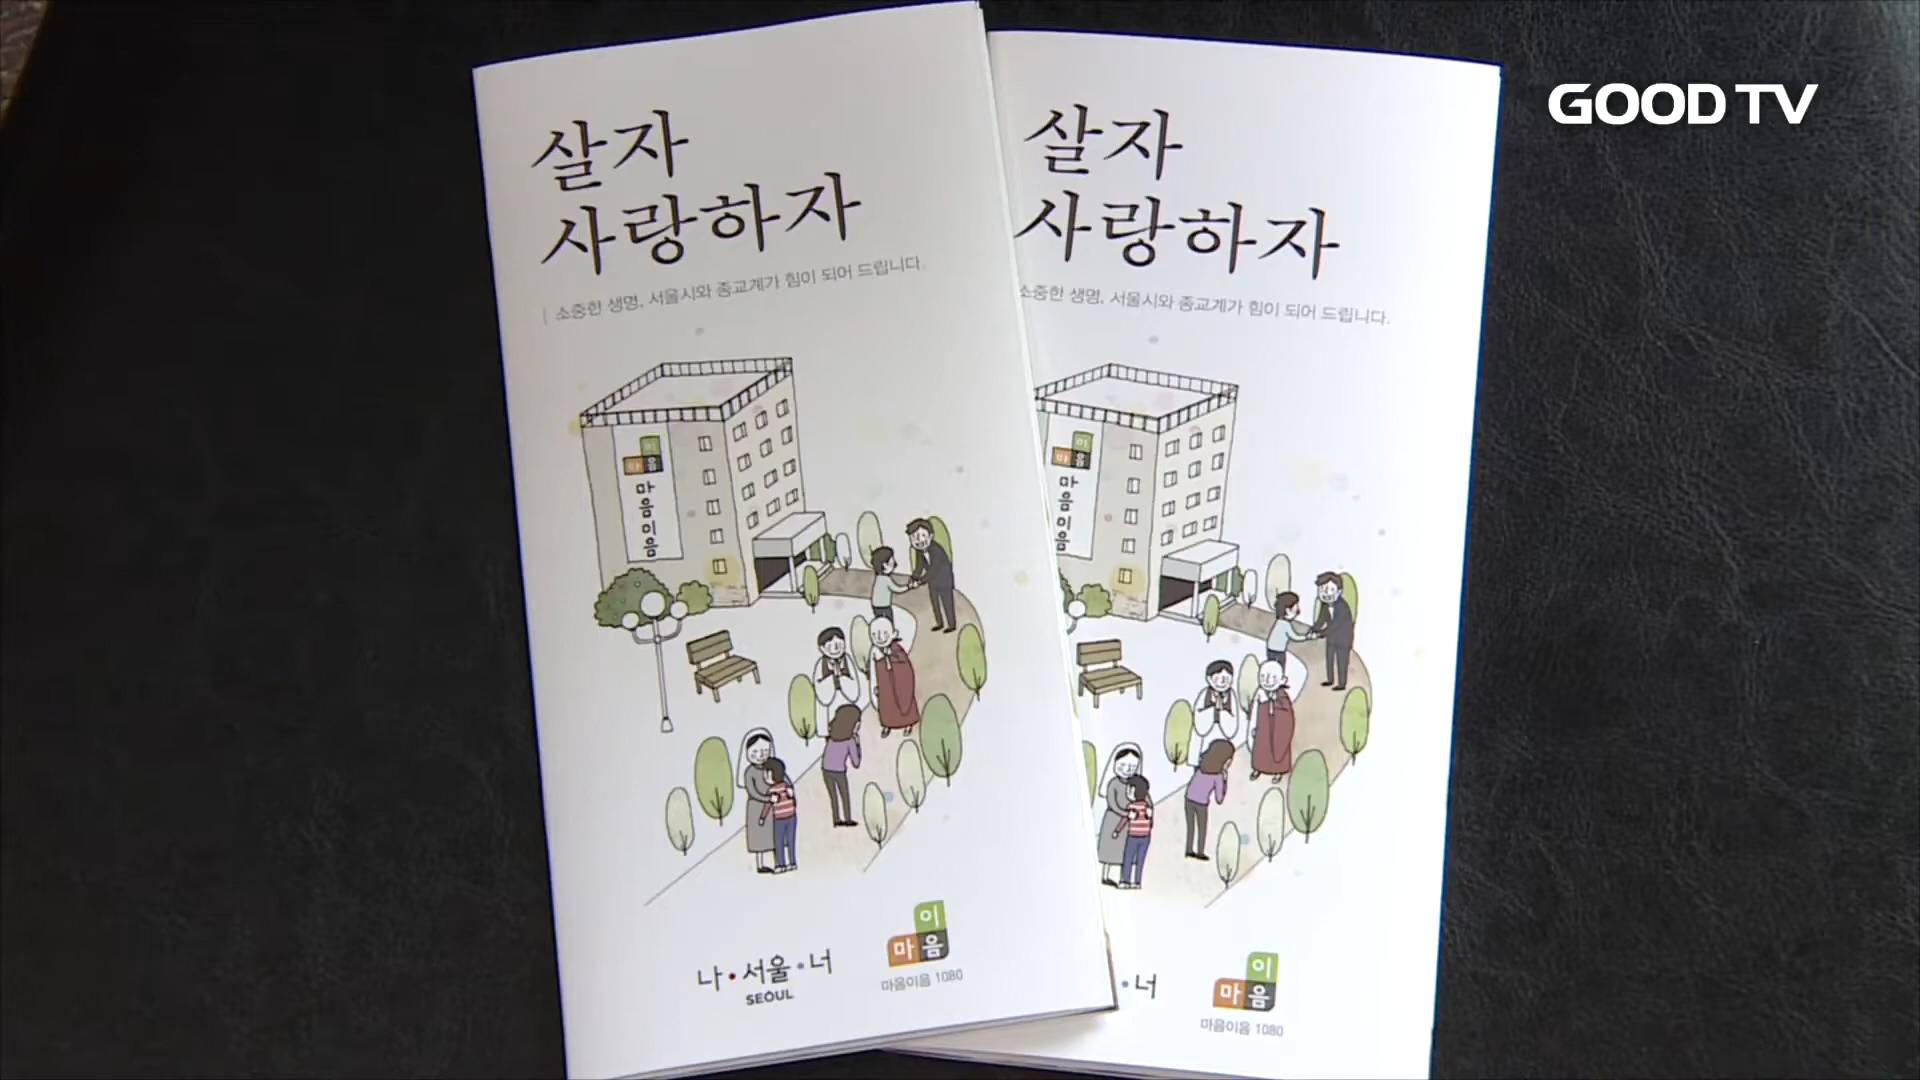 GOOD TV
살자
사랑하자
소중한 생명, 서울시와 종교계가 힘이 되어 드립니다.
이
마음
마음이음
나·서울·너
SEOUL
이
마음
마음이음 1080
살자
사랑하자
소중한 생명, 서울시와 종교계가 힘이 되어 드립니다.
이
마음
마음이음
·너
이
마음
마음이음 1080